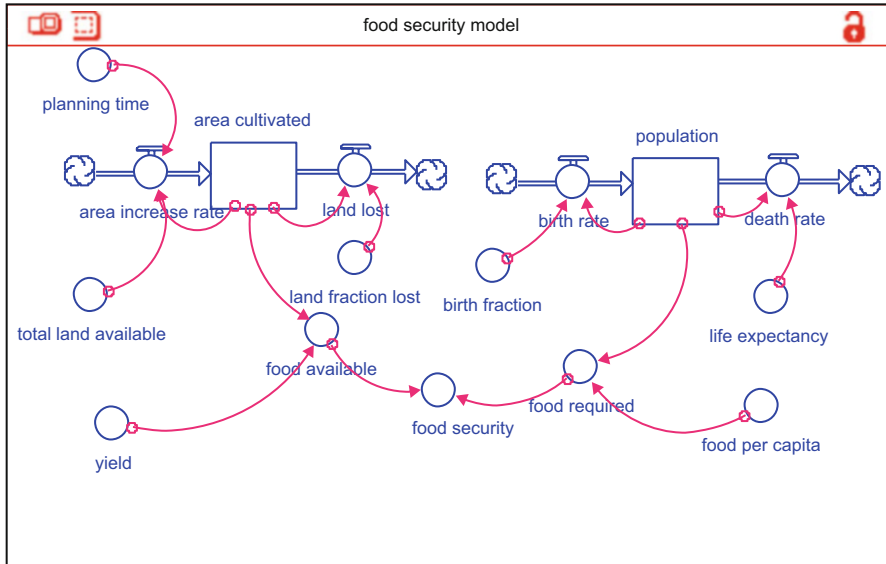 food security model
planning time
area cultivated
population
area increase rate
land lost
birth rate
death rate
land fraction lost
birth fraction
total land available
life expectancy
food available
food required
food security
food per capita
yield